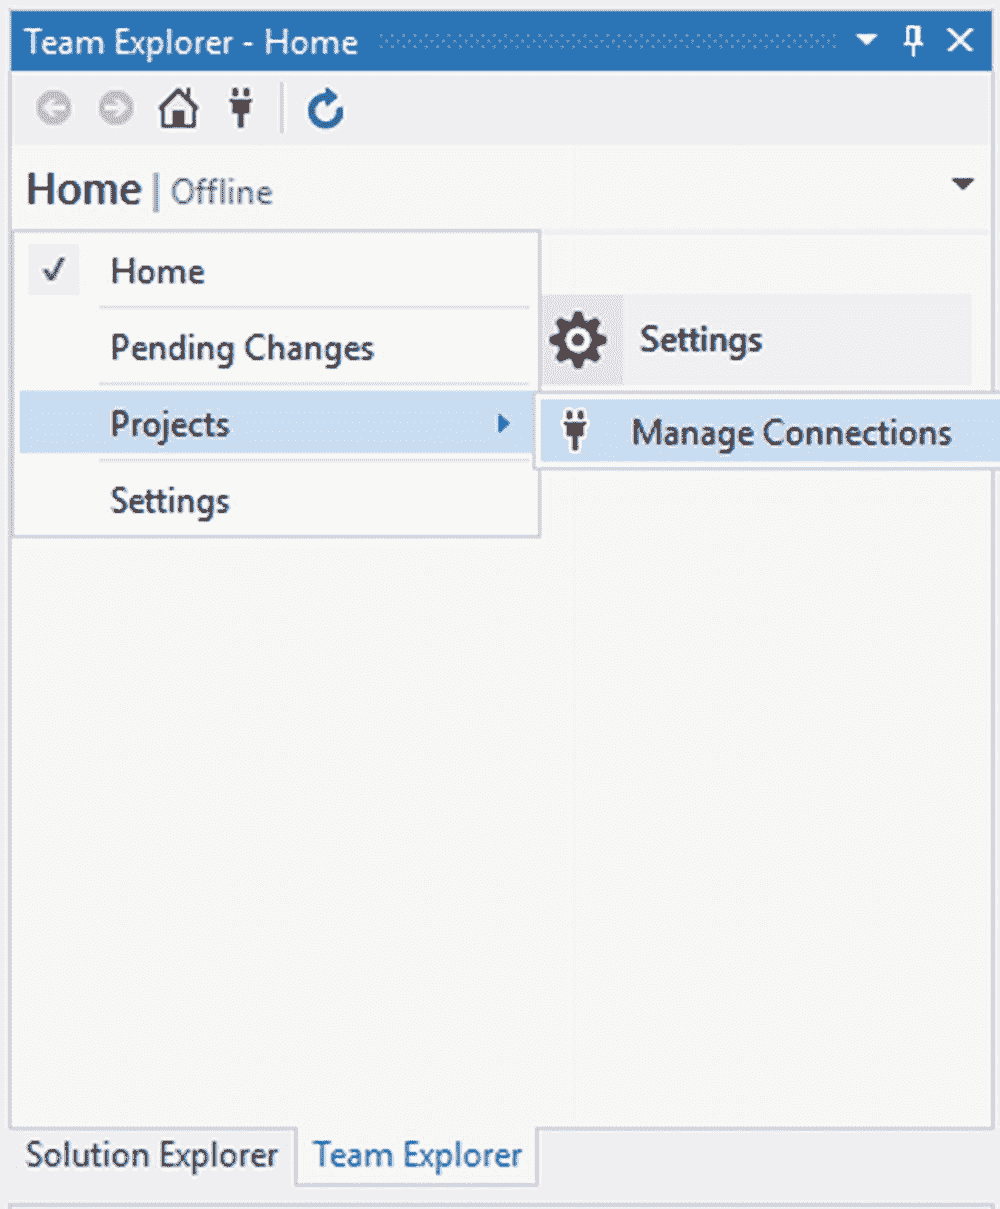 Team Explorer - Home
Home | Offline
Home
Pending Changes
Settings
Projects
Manage Connections
Settings
Solution Explorer
Team Explorer